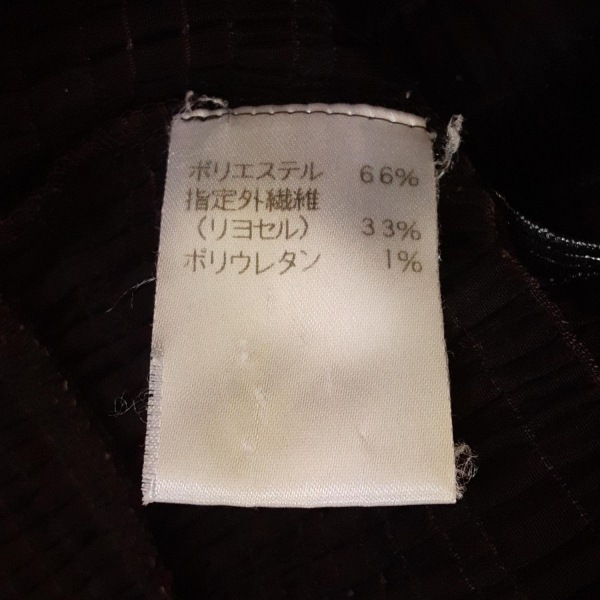 ポリエステル 66%
指定外繊維
(リヨセル) 33%
ポリウレタン 1%